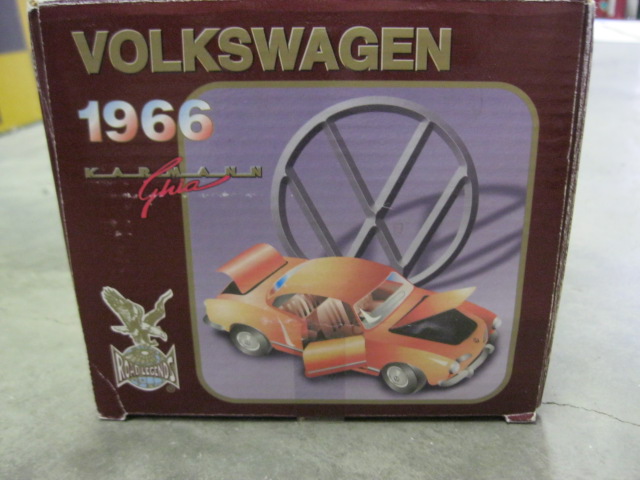 VOLKSWAGEN
1966
KARMANN
Ghia
ROAD LEGENDS
®